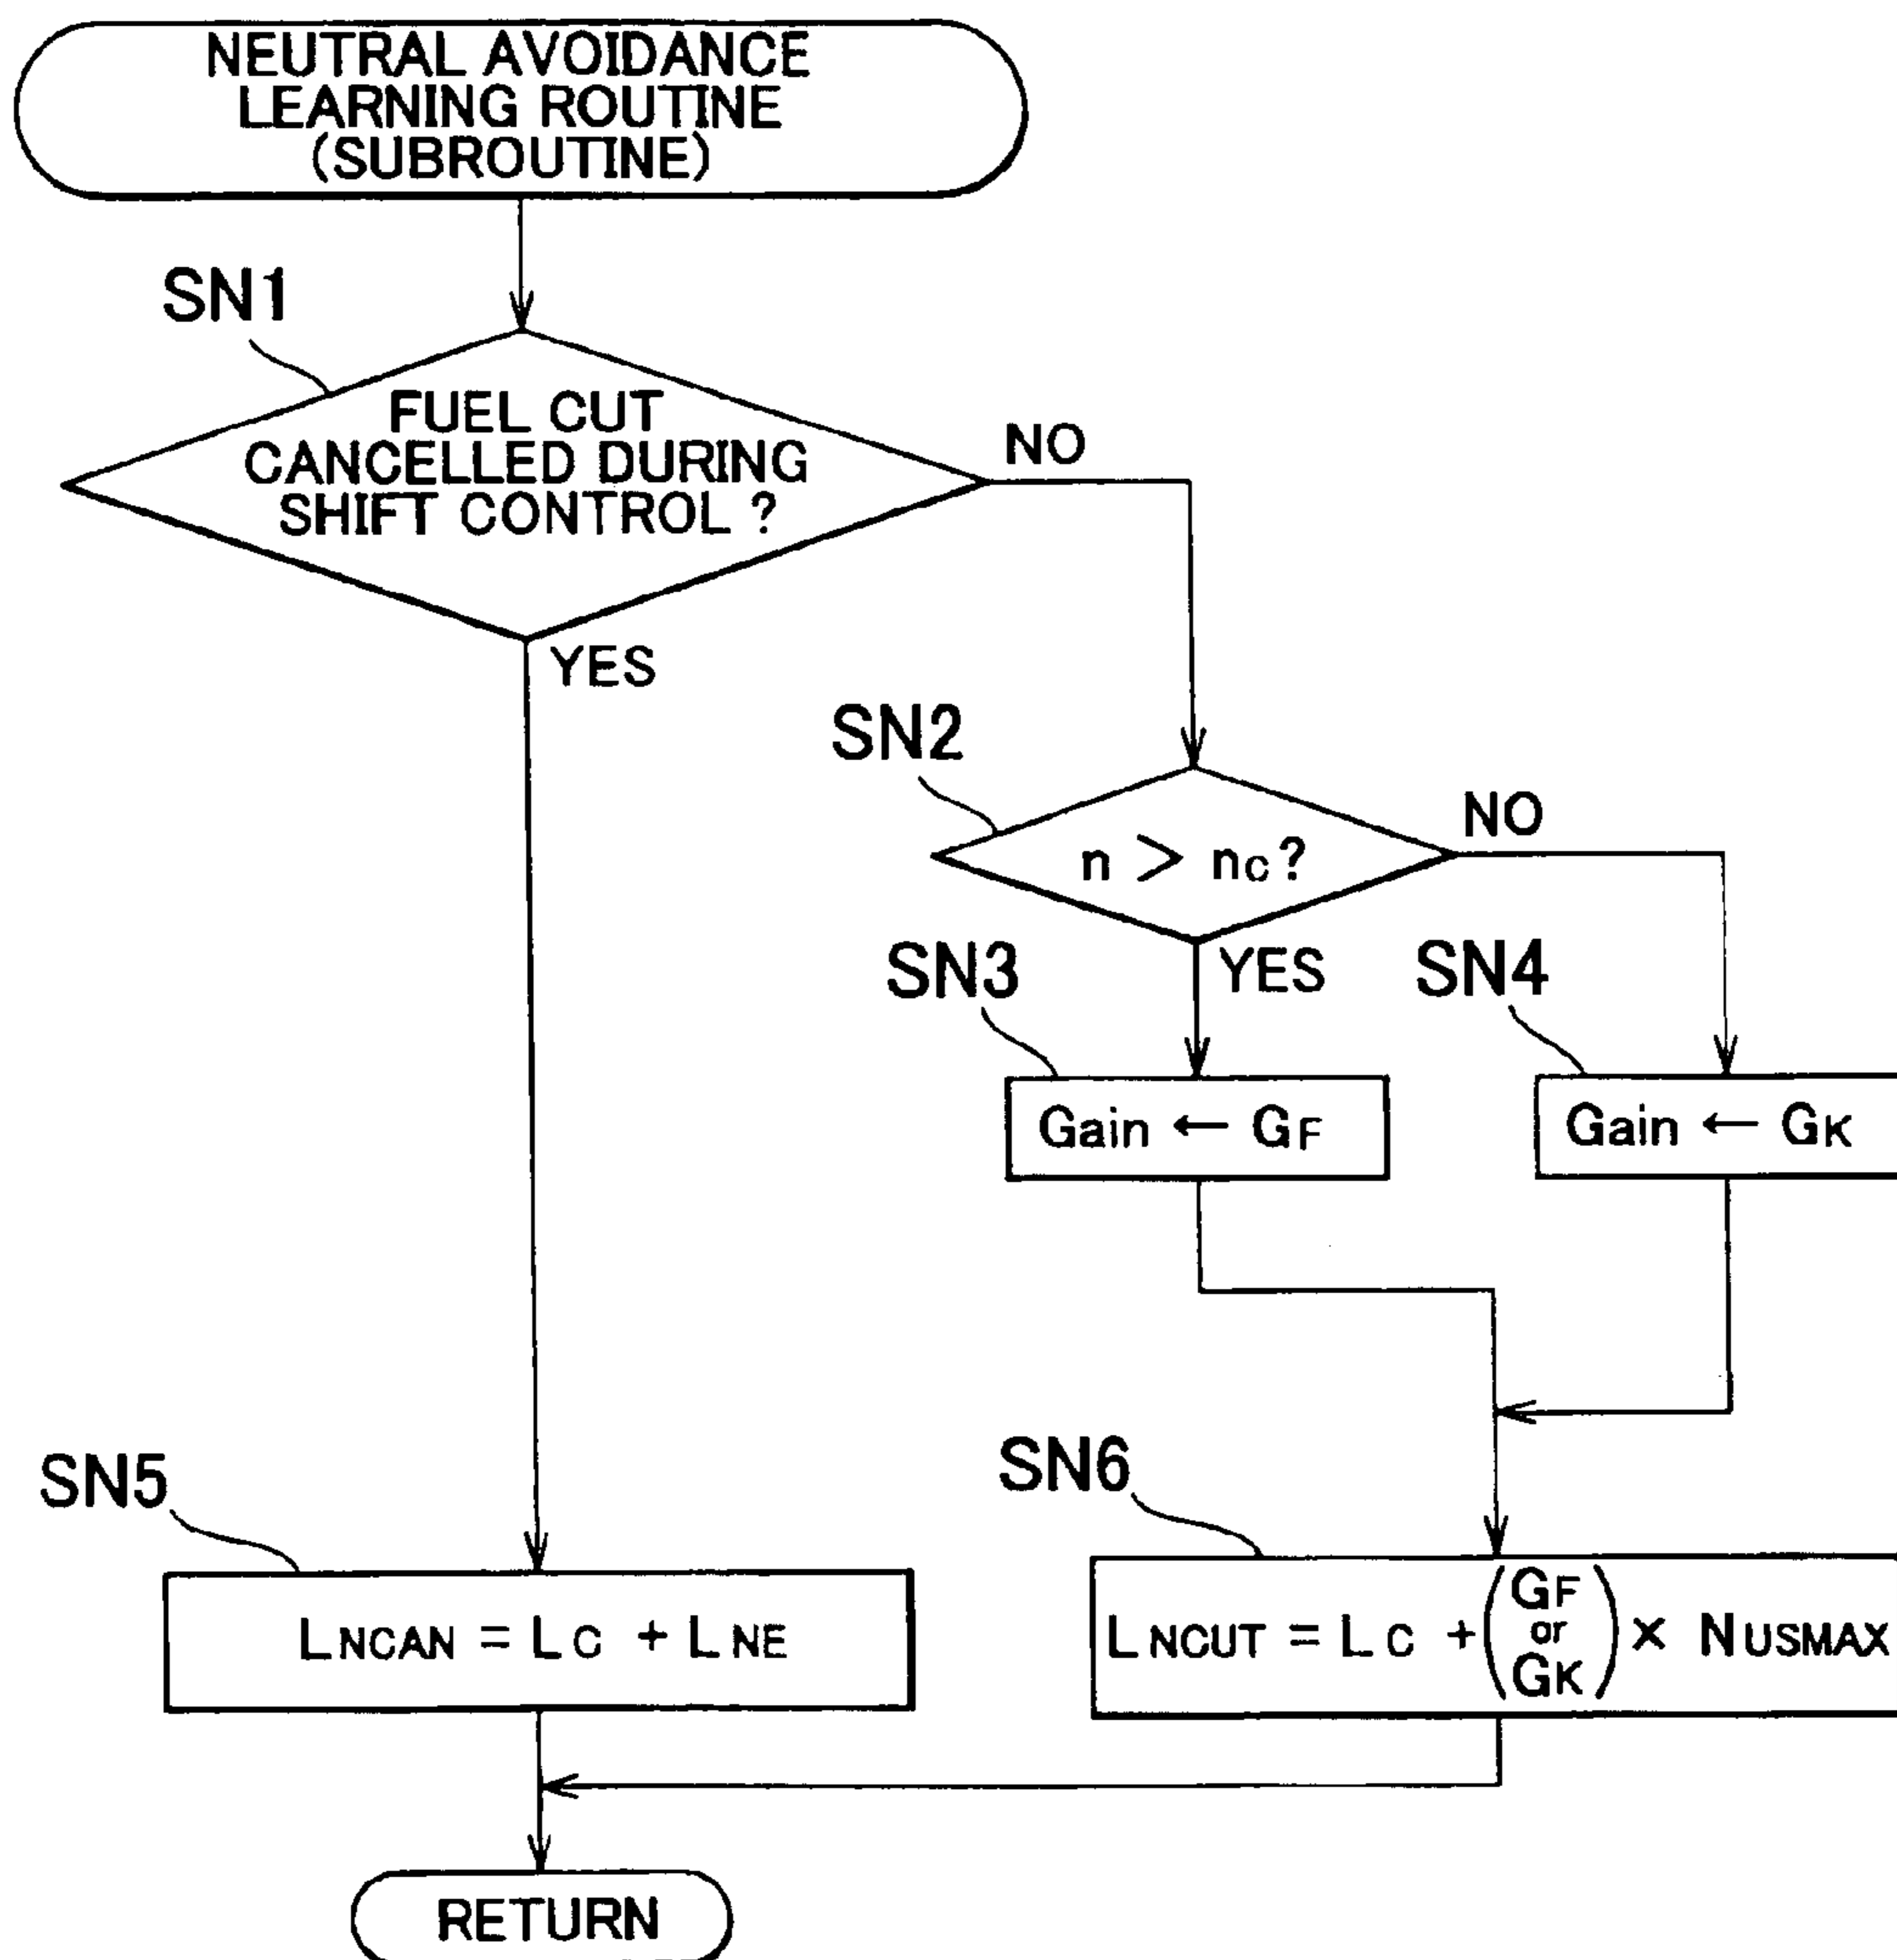 NEUTRAL AVOIDANCE
LEARNING ROUTINE
(SUBROUTINE)
SN1
FUEL CUT
CANCELLED DURING
SHIFT CONTROL ?
NO
YES
SN2
n > nc?
NO
YES
SN3
Gain ← GF
SN4
Gain ← GK
SN5
LNCAN = LC + LNE
SN6
LNCUT = LC + (GF or GK) × NUSMAX
RETURN